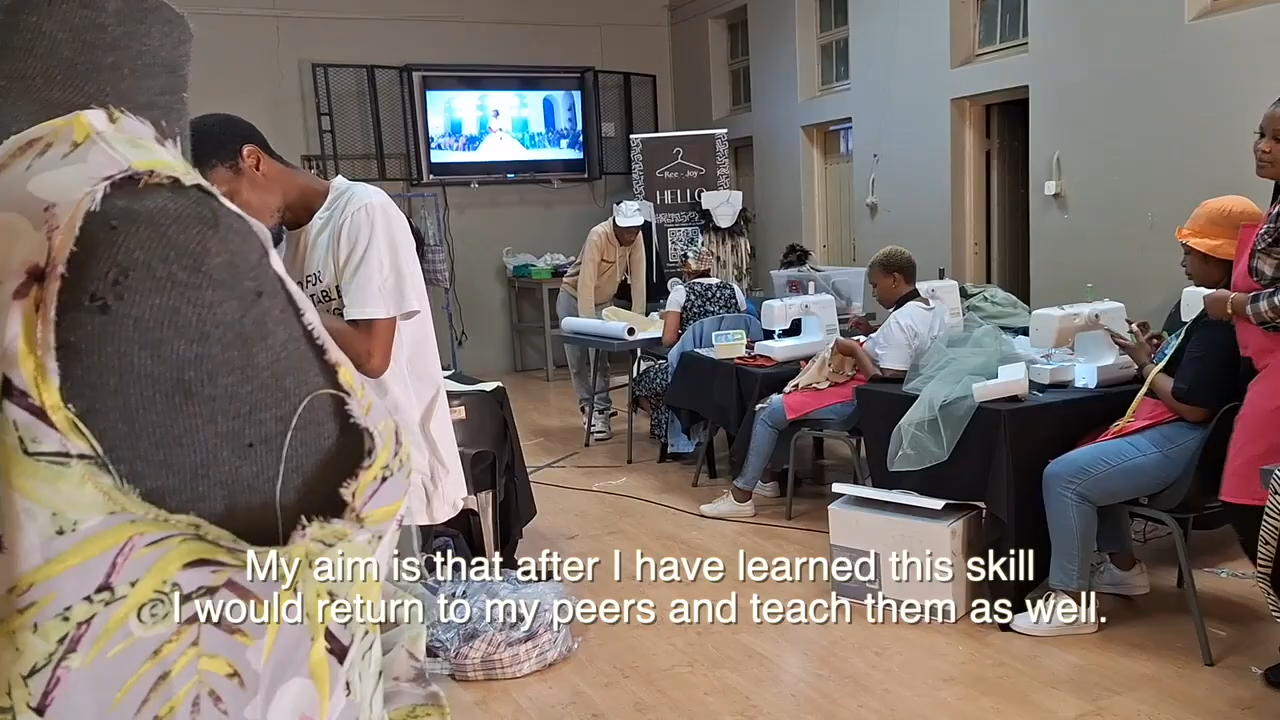 Kee-Joy
HELLO
My aim is that after I have learned this skill
I would return to my peers and teach them as well.